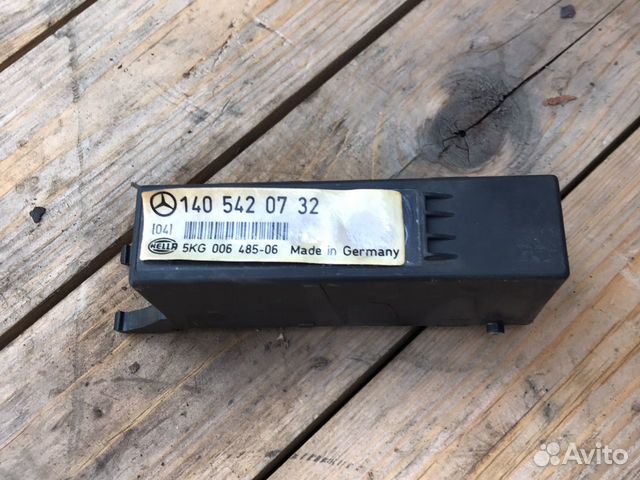 140 542 07 32
(04)
HELLA 5KG 006 485-06 Made in Germany
Avito